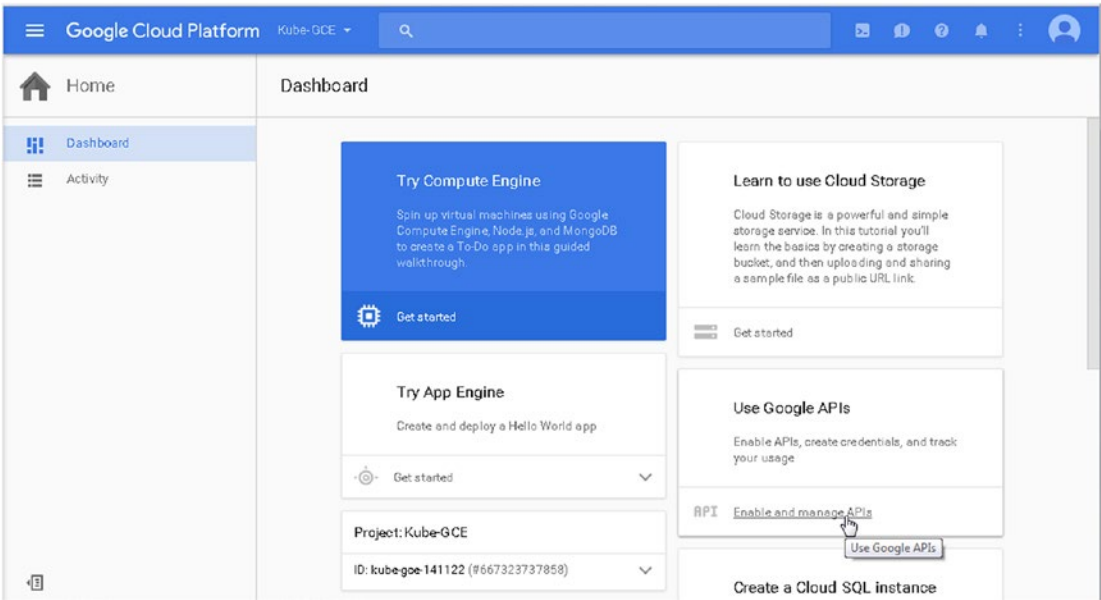 Google Cloud Platform
Kube-GCE
Home
Dashboard
Dashboard
Activity
Try Compute Engine
Spin up virtual machines using Google
Compute Engine, Node.js, and MongoDB
to create a To-Do app in this guided
walkthrough.
Get started
Learn to use Cloud Storage
Cloud Storage is a powerful and simple
storage service. In this tutorial you'll
learn the basics by creating a storage
bucket, and then uploading and sharing
a sample file as a public URL link.
Get started
Try App Engine
Create and deploy a Hello World app
Get started
Use Google APIs
Enable APIs, create credentials, and track
your usage
API Enable and manage APIs
Use Google APIs
Project: Kube-GCE
ID: kube-gce-141122 (#667323737858)
Create a Cloud SQL instance